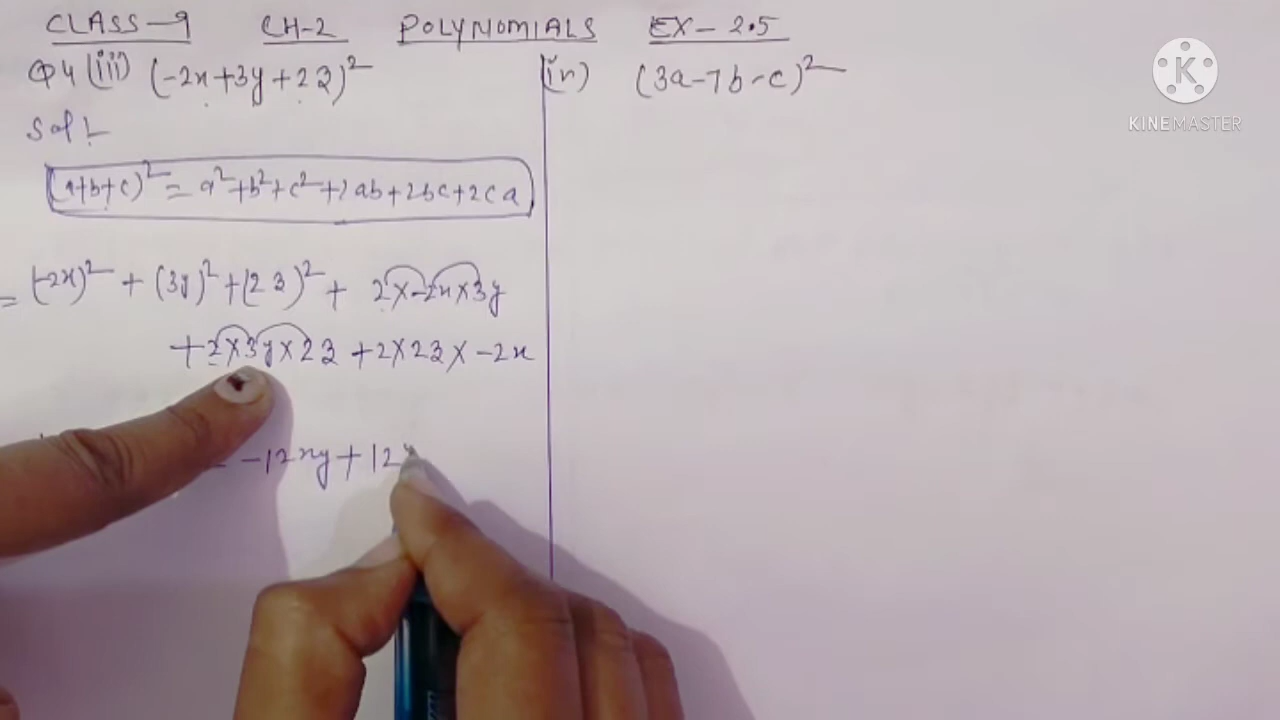 CLASS-9 CH-2 POLYNOMIALS EX-2.5
Q4 (iii) (-2x+3y+2z)²
Sol:
(a+b+c)² = a²+b²+c²+2ab+2bc+2ca
= (-2x)² + (3y)² + (2z)² + 2×-2x×3y
+2×3y×2z +2×2z×-2x
-12xy+12y
(iv) (3a-7b-c)²
KINEMASTER